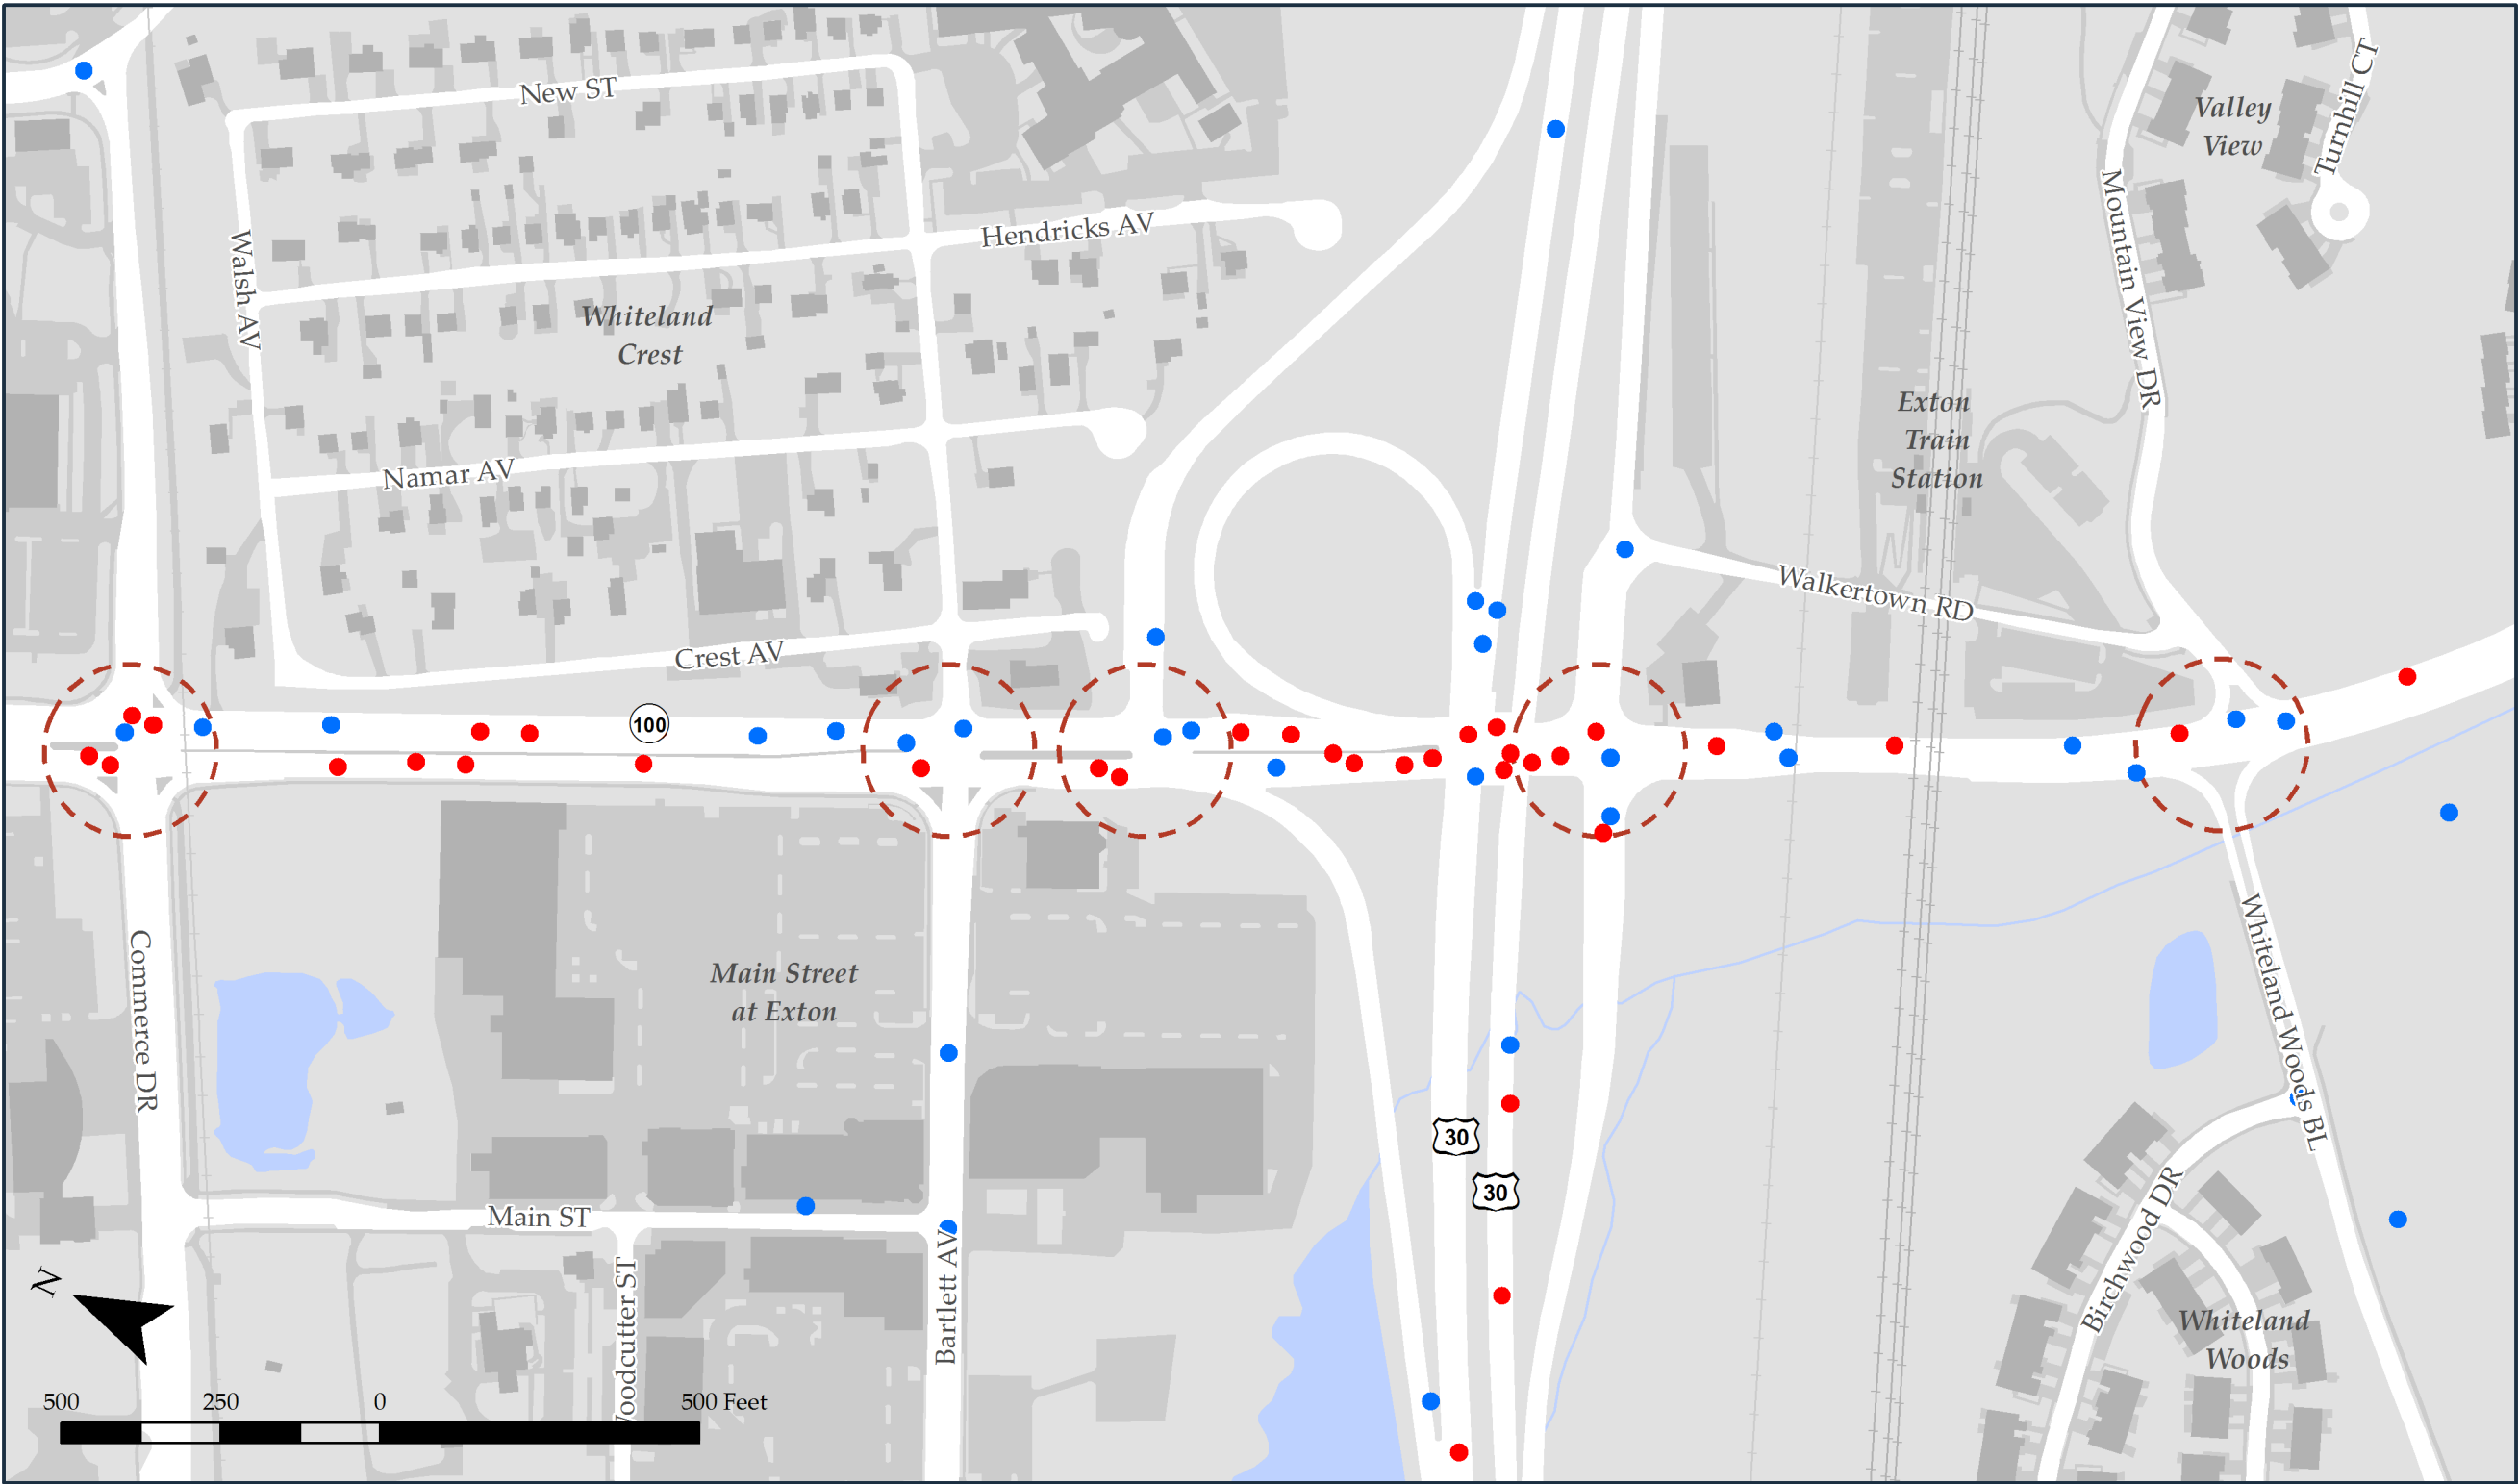 New ST
Valley
View
Turnhill CT
Mountain View DR
Hendricks AV
Walsh AV
Whiteland
Crest
Exton
Train
Station
Namar AV
Walkertown RD
Crest AV
100
Commerce DR
Main Street
at Exton
Whiteland Woods BL
30
30
Main ST
Bartlett AV
Woodcutter ST
Birchwood DR
Whiteland
Woods
N
500 250 0 500 Feet